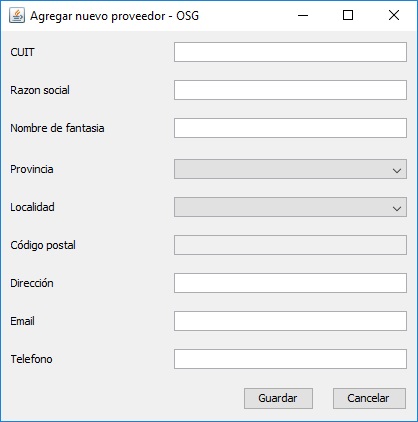 Agregar nuevo proveedor - OSG
CUIT
Razon social
Nombre de fantasia
Provincia
Localidad
Código postal
Dirección
Email
Telefono
Guardar Cancelar